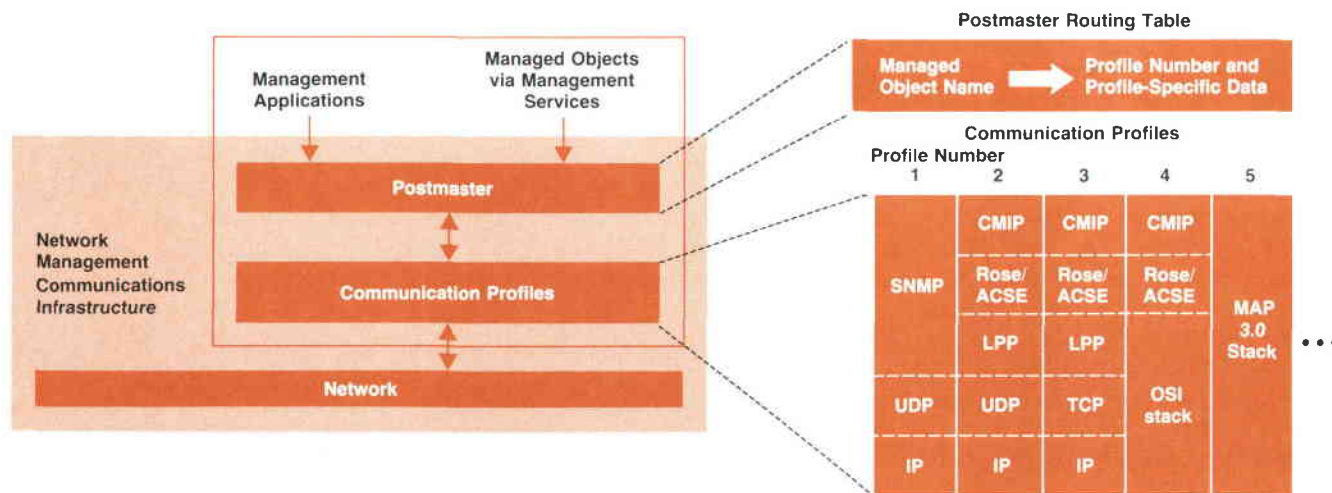 Management
Applications
Managed Objects
via Management
Services
Postmaster
Network
Management
Communications
Infrastructure
Communication Profiles
Network
Postmaster Routing Table
Managed
Object Name
Profile Number and
Profile-Specific Data
Communication Profiles
Profile Number
1 2 3 4 5
CMIP CMIP CMIP
SNMP
Rose/ Rose/ Rose/
ACSE ACSE ACSE
MAP
3.0
Stack
LPP LPP
UDP UDP TCP
OSI
stack
IP IP IP
• • •